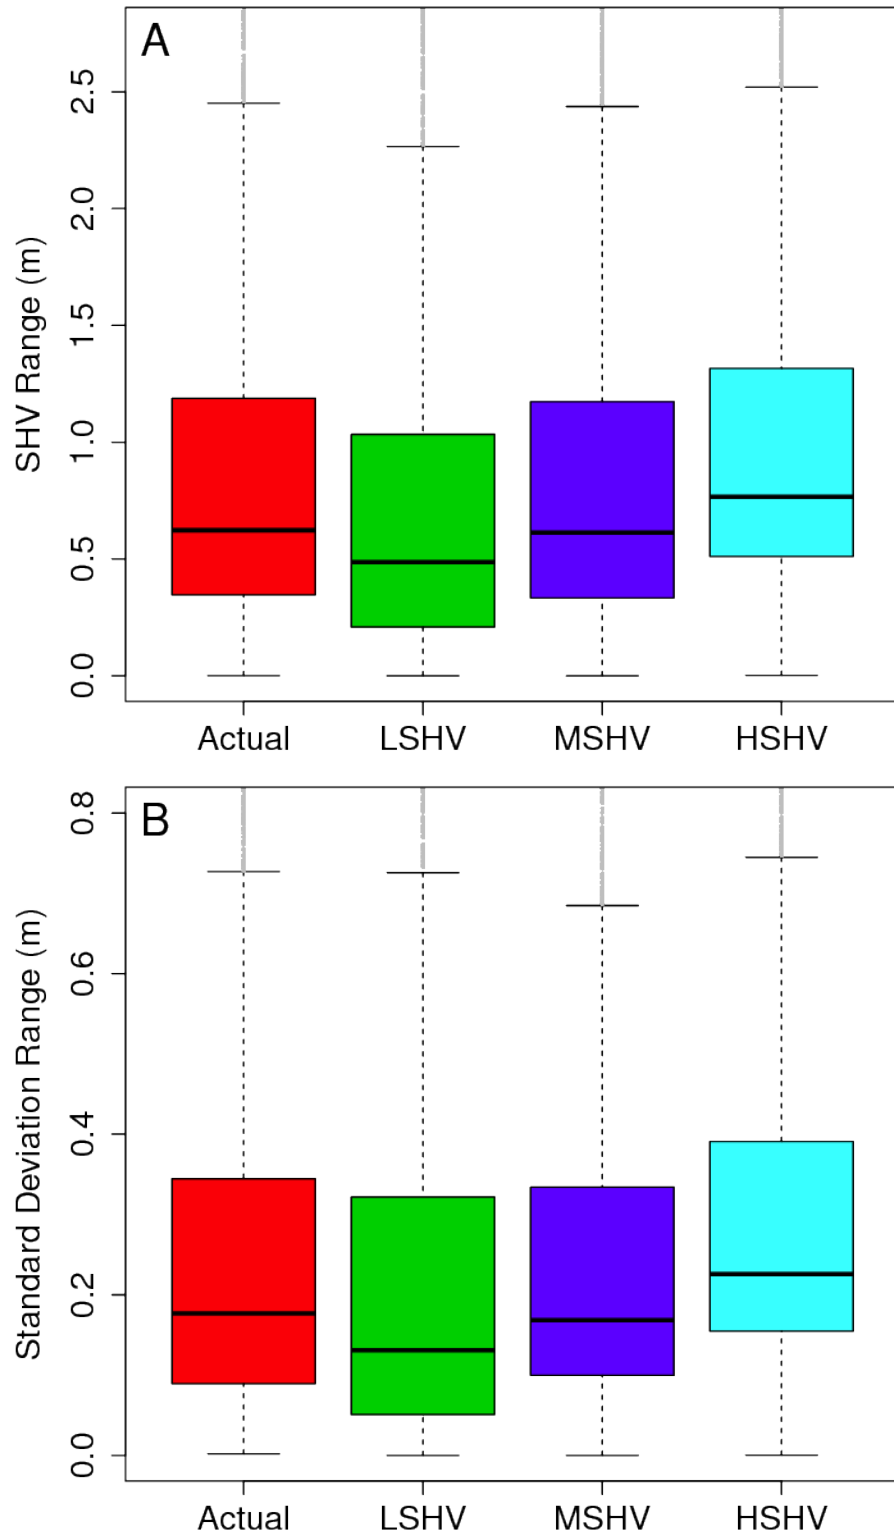 A
SHV Range (m)
2.5
2.0
1.5
1.0
0.5
0.0
Actual LSHV MSHV HSHV
B
Standard Deviation Range (m)
0.8
0.6
0.4
0.2
0.0
Actual LSHV MSHV HSHV